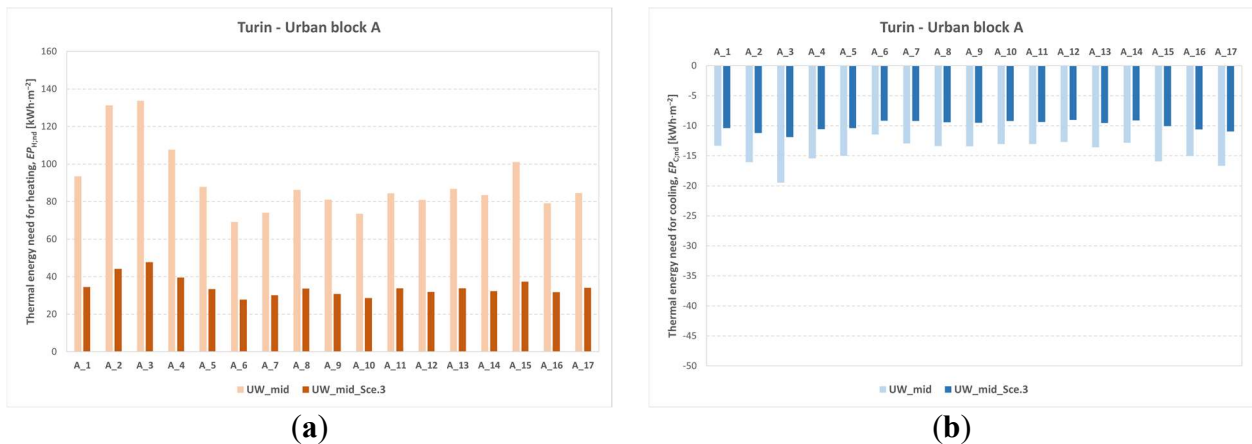 Turin - Urban block A
Thermal energy need for heating, EP_H;nd [kWh·m⁻²]
160
140
120
100
80
60
40
20
0
A_1 A_2 A_3 A_4 A_5 A_6 A_7 A_8 A_9 A_10 A_11 A_12 A_13 A_14 A_15 A_16 A_17
UW_mid UW_mid_Sce.3
(a)
Turin - Urban block A
A_1 A_2 A_3 A_4 A_5 A_6 A_7 A_8 A_9 A_10 A_11 A_12 A_13 A_14 A_15 A_16 A_17
Thermal energy need for cooling, EP_C;nd [kWh·m⁻²]
0
-5
-10
-15
-20
-25
-30
-35
-40
-45
-50
UW_mid UW_mid_Sce.3
(b)